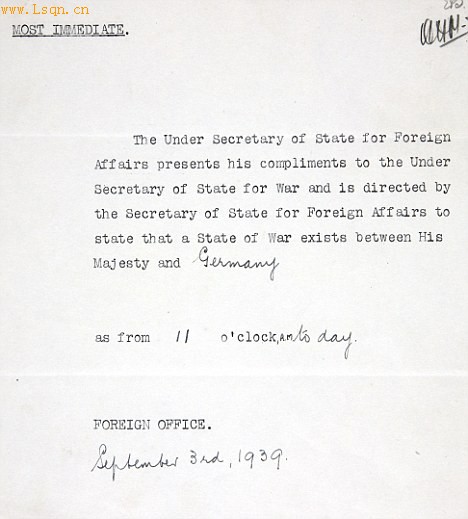 www.Lsqn.cn
MOST IMMEDIATE.
The Under Secretary of State for Foreign
Affairs presents his compliments to the Under
Secretary of State for War and is directed by
the Secretary of State for Foreign Affairs to
state that a State of War exists between His
Majesty and Germany
as from 11 o'clock, A.M. to day.
FOREIGN OFFICE.
September 3rd, 1939.